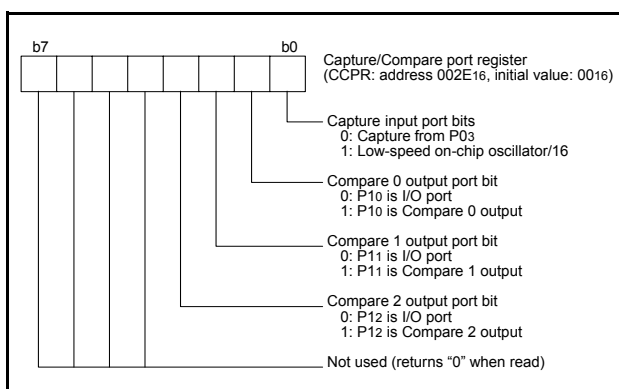 b7 b0
Capture/Compare port register
(CCPR: address 002E16, initial value: 0016)
Capture input port bits
0: Capture from P03
1: Low-speed on-chip oscillator/16
Compare 0 output port bit
0: P10 is I/O port
1: P10 is Compare 0 output
Compare 1 output port bit
0: P11 is I/O port
1: P11 is Compare 1 output
Compare 2 output port bit
0: P12 is I/O port
1: P12 is Compare 2 output
Not used (returns “0” when read)